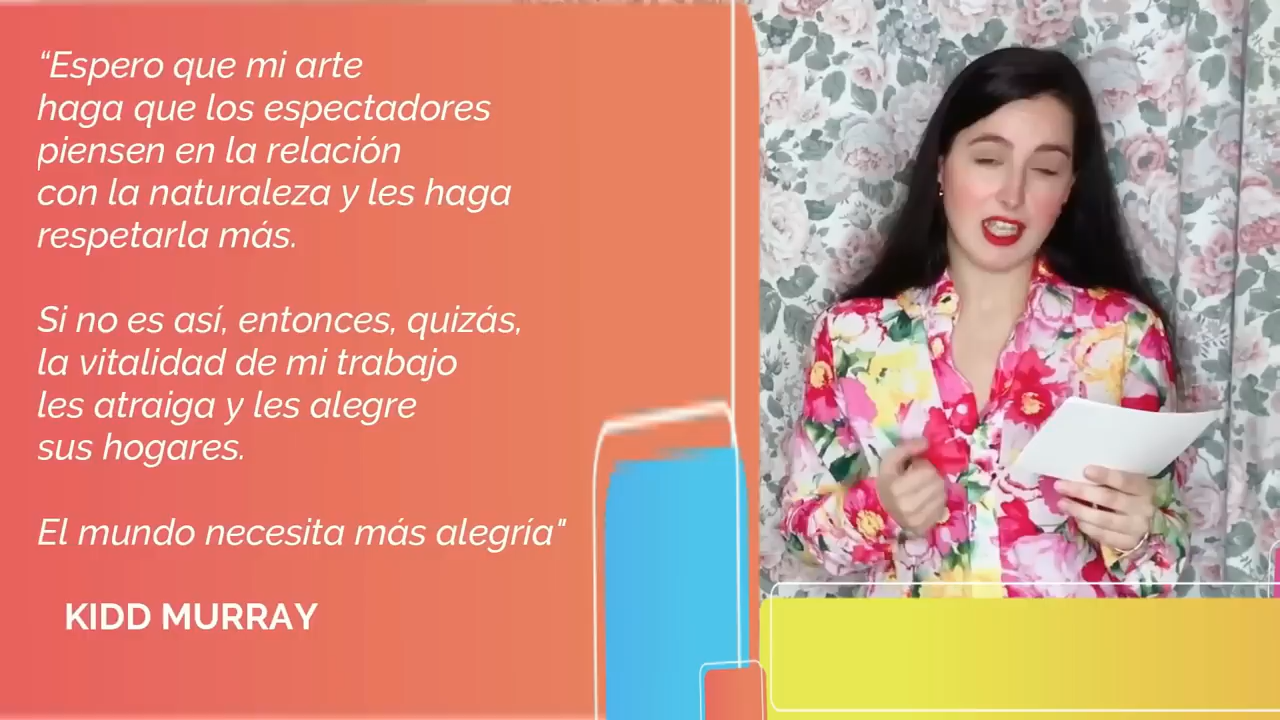 “Espero que mi arte
haga que los espectadores
piensen en la relación
con la naturaleza y les haga
respetarla más.
Si no es así, entonces, quizás,
la vitalidad de mi trabajo
les atraiga y les alegre
sus hogares.
El mundo necesita más alegría"
KIDD MURRAY